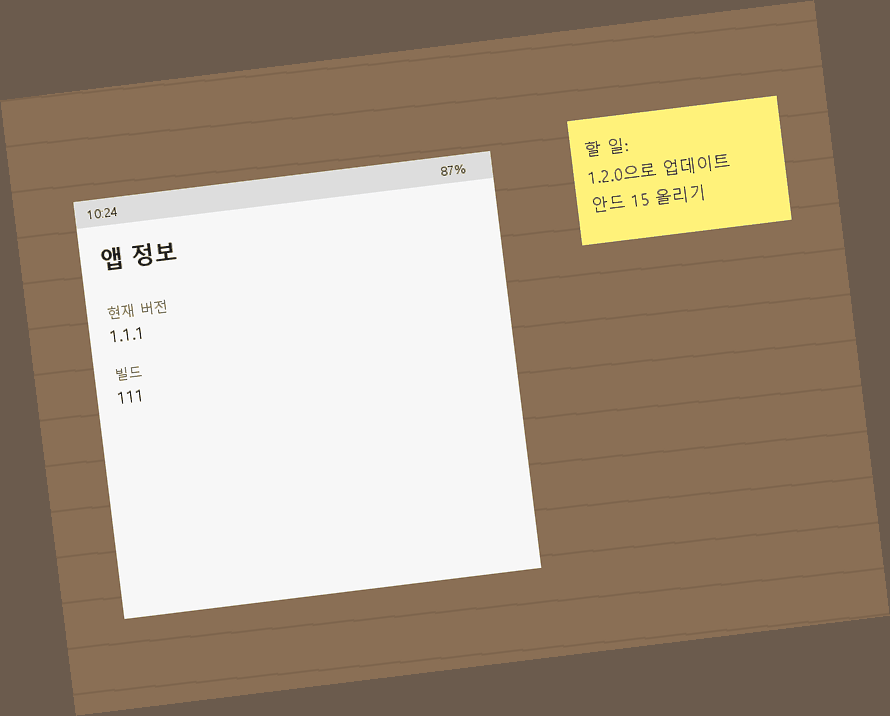 10:24
87%
앱 정보
현재 버전
1.1.1
빌드
111
할 일:
1.2.0으로 업데이트
안드 15 올리기